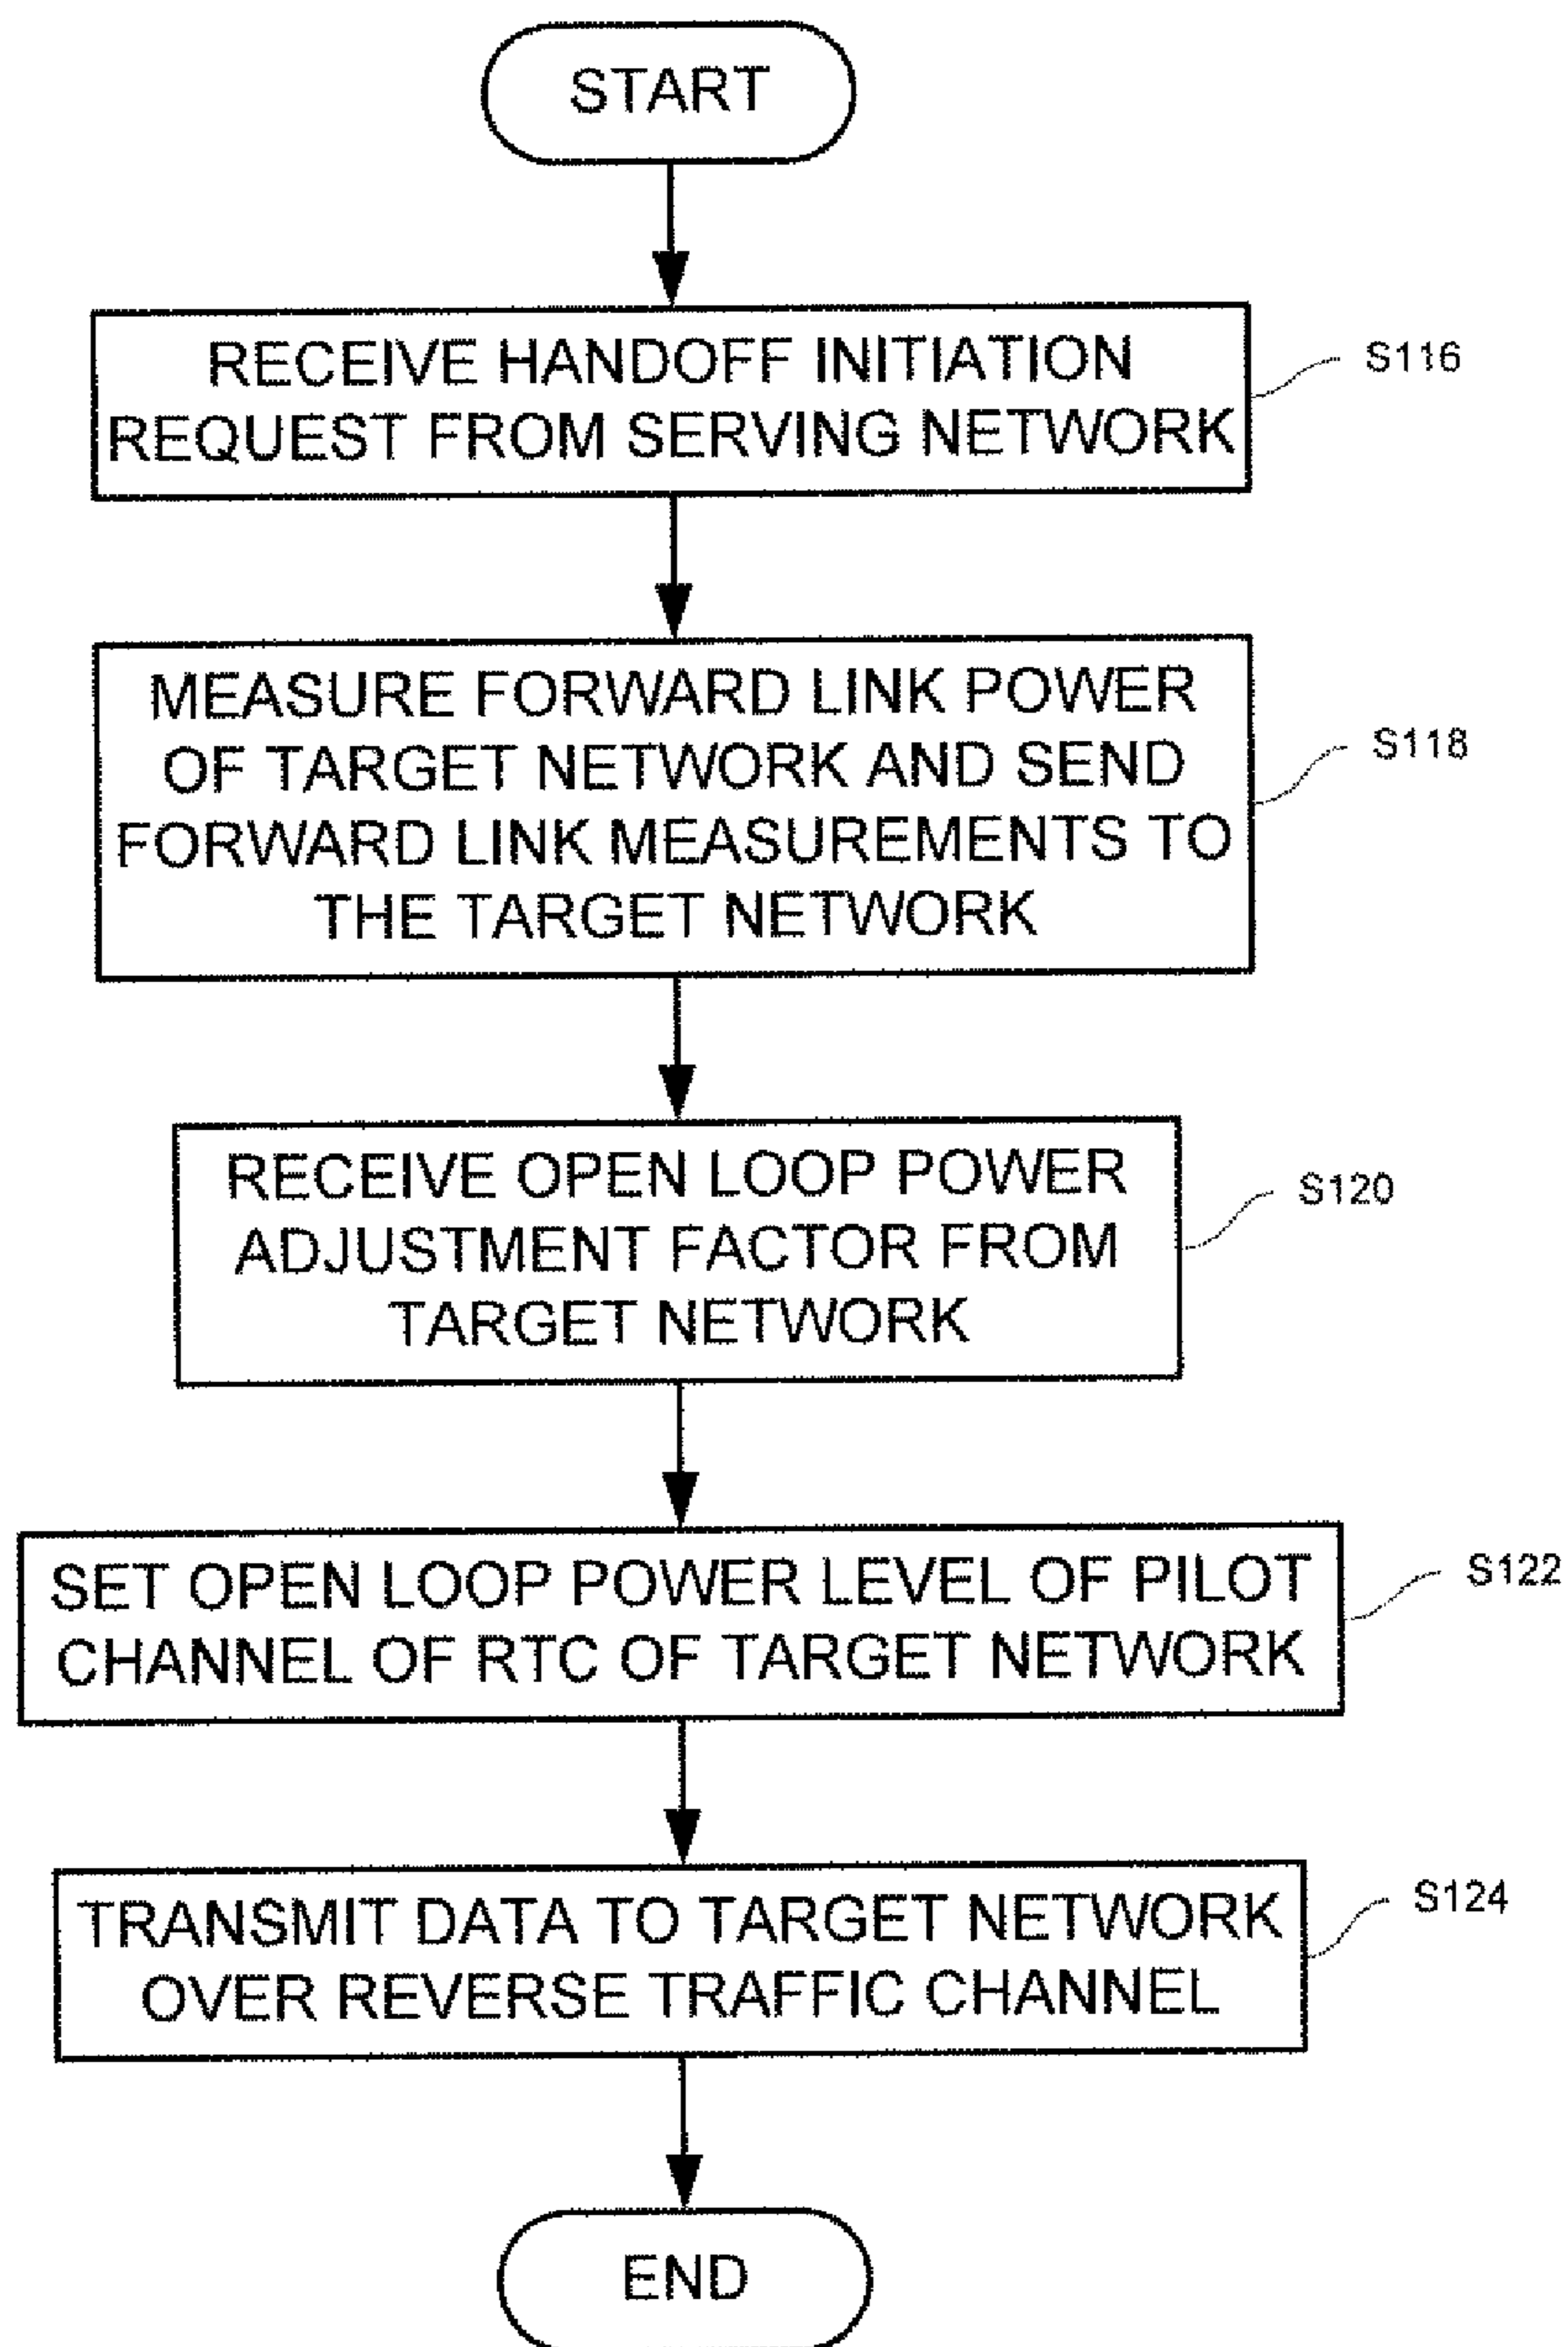 START
RECEIVE HANDOFF INITIATION
REQUEST FROM SERVING NETWORK
S116
MEASURE FORWARD LINK POWER
OF TARGET NETWORK AND SEND
FORWARD LINK MEASUREMENTS TO
THE TARGET NETWORK
S118
RECEIVE OPEN LOOP POWER
ADJUSTMENT FACTOR FROM
TARGET NETWORK
S120
SET OPEN LOOP POWER LEVEL OF PILOT
CHANNEL OF RTC OF TARGET NETWORK
S122
TRANSMIT DATA TO TARGET NETWORK
OVER REVERSE TRAFFIC CHANNEL
S124
END